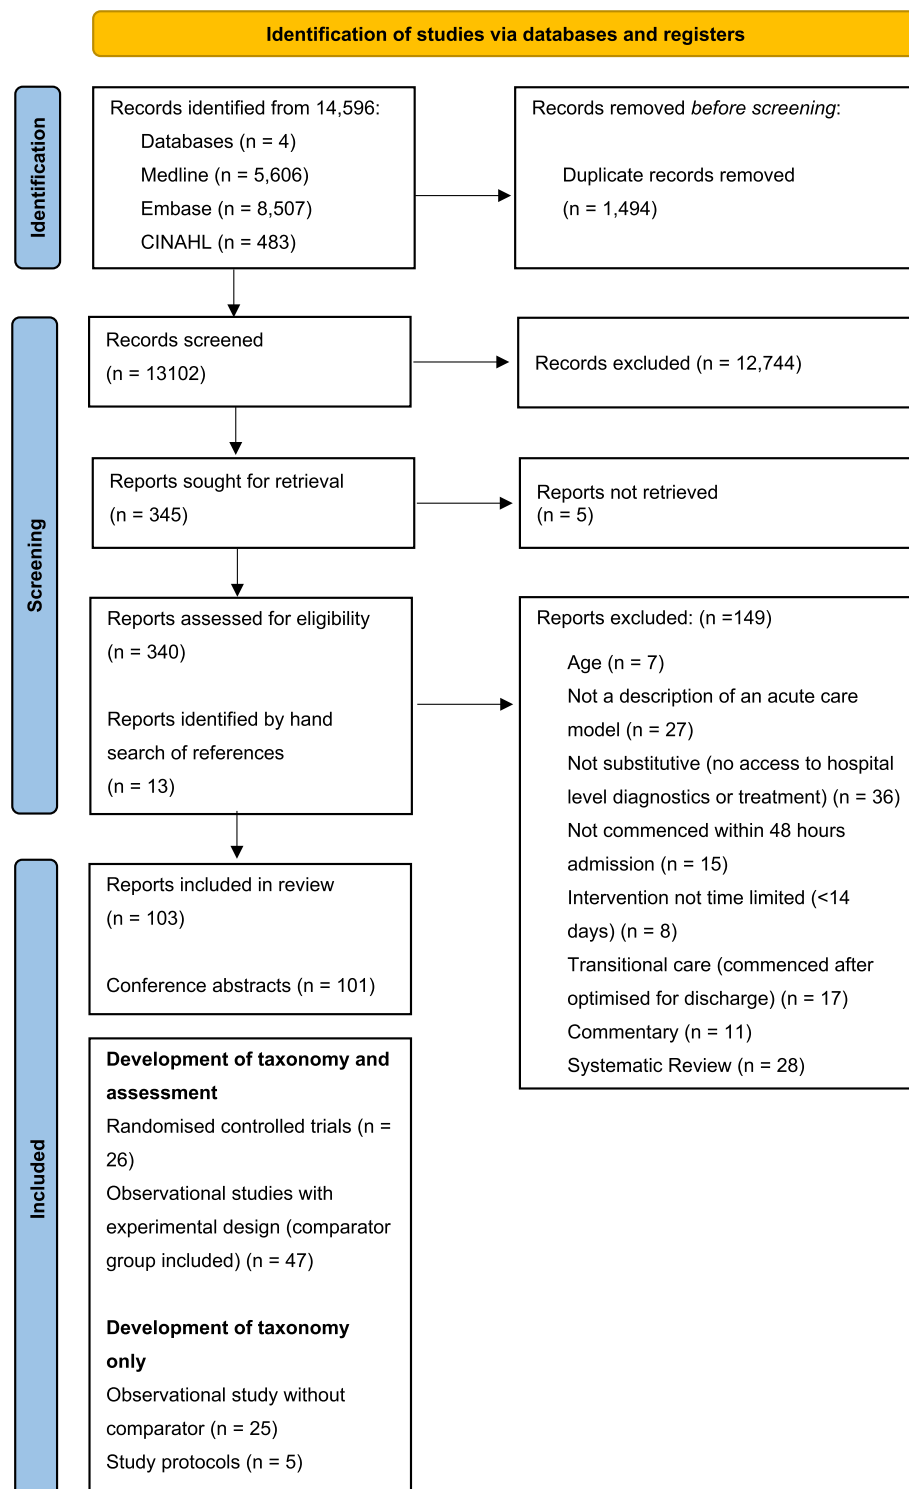 Identification of studies via databases and registers
Identification
Records identified from 14,596:
Databases (n = 4)
Medline (n = 5,606)
Embase (n = 8,507)
CINAHL (n = 483)
Records removed before screening:
Duplicate records removed
(n = 1,494)
Screening
Records screened
(n = 13102)
Records excluded (n = 12,744)
Reports sought for retrieval
(n = 345)
Reports not retrieved
(n = 5)
Reports assessed for eligibility
(n = 340)
Reports identified by hand
search of references
(n = 13)
Reports excluded: (n =149)
Age (n = 7)
Not a description of an acute care
model (n = 27)
Not substitutive (no access to hospital
level diagnostics or treatment) (n = 36)
Not commenced within 48 hours
admission (n = 15)
Intervention not time limited (<14
days) (n = 8)
Transitional care (commenced after
optimised for discharge) (n = 17)
Commentary (n = 11)
Systematic Review (n = 28)
Included
Reports included in review
(n = 103)
Conference abstracts (n = 101)
Development of taxonomy and
assessment
Randomised controlled trials (n =
26)
Observational studies with
experimental design (comparator
group included) (n = 47)
Development of taxonomy
only
Observational study without
comparator (n = 25)
Study protocols (n = 5)